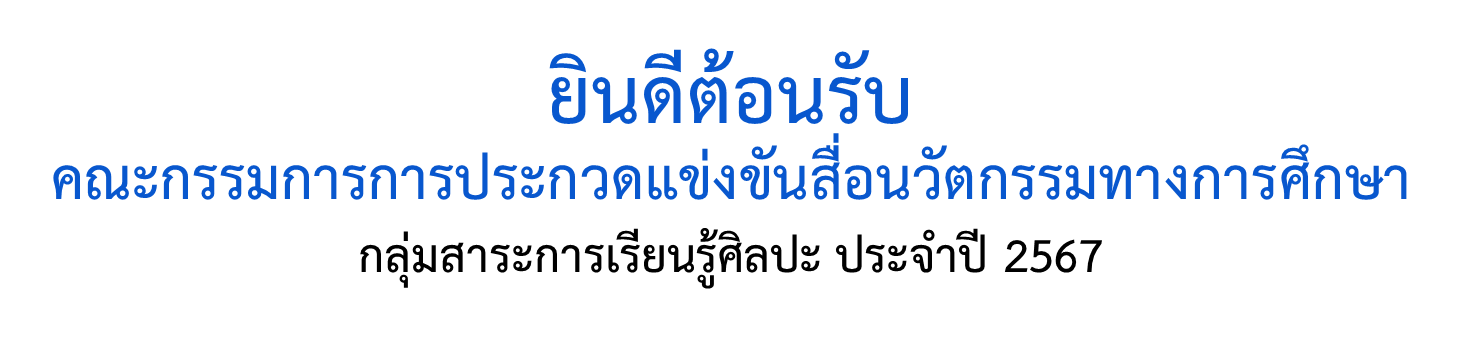 ยินดีต้อนรับ
คณะกรรมการการประกวดแข่งขันสื่อนวัตกรรมทางการศึกษา
กลุ่มสาระการเรียนรู้ศิลปะ ประจำปี 2567